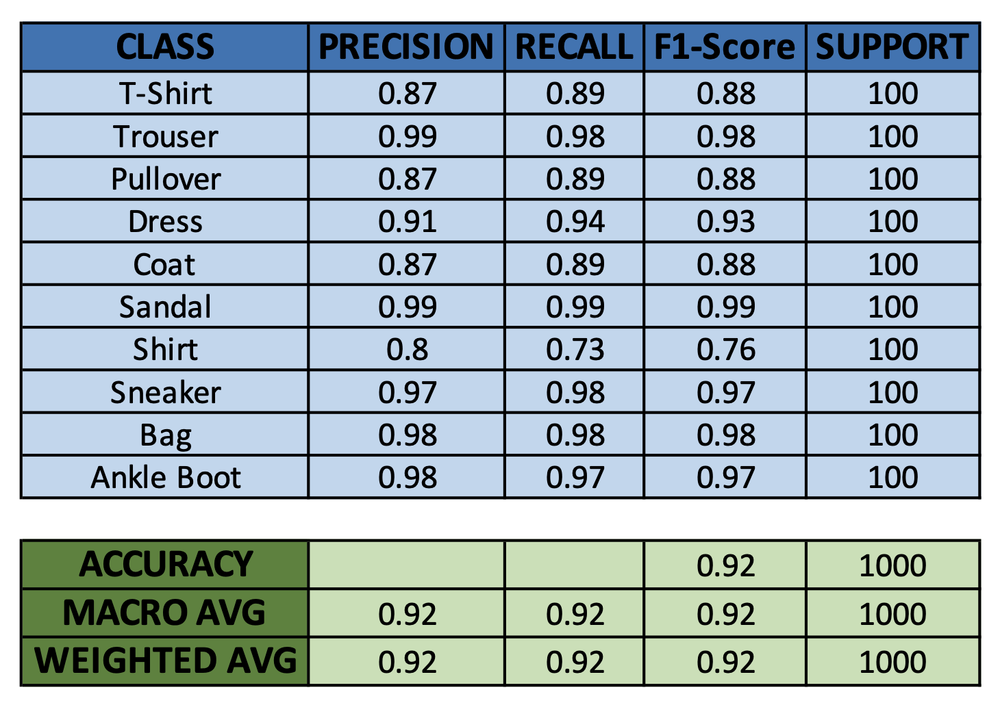 CLASS PRECISION RECALL F1-Score SUPPORT
T-Shirt 0.87 0.89 0.88 100
Trouser 0.99 0.98 0.98 100
Pullover 0.87 0.89 0.88 100
Dress 0.91 0.94 0.93 100
Coat 0.87 0.89 0.88 100
Sandal 0.99 0.99 0.99 100
Shirt 0.8 0.73 0.76 100
Sneaker 0.97 0.98 0.97 100
Bag 0.98 0.98 0.98 100
Ankle Boot 0.98 0.97 0.97 100
ACCURACY 0.92 1000
MACRO AVG 0.92 0.92 0.92 1000
WEIGHTED AVG 0.92 0.92 0.92 1000